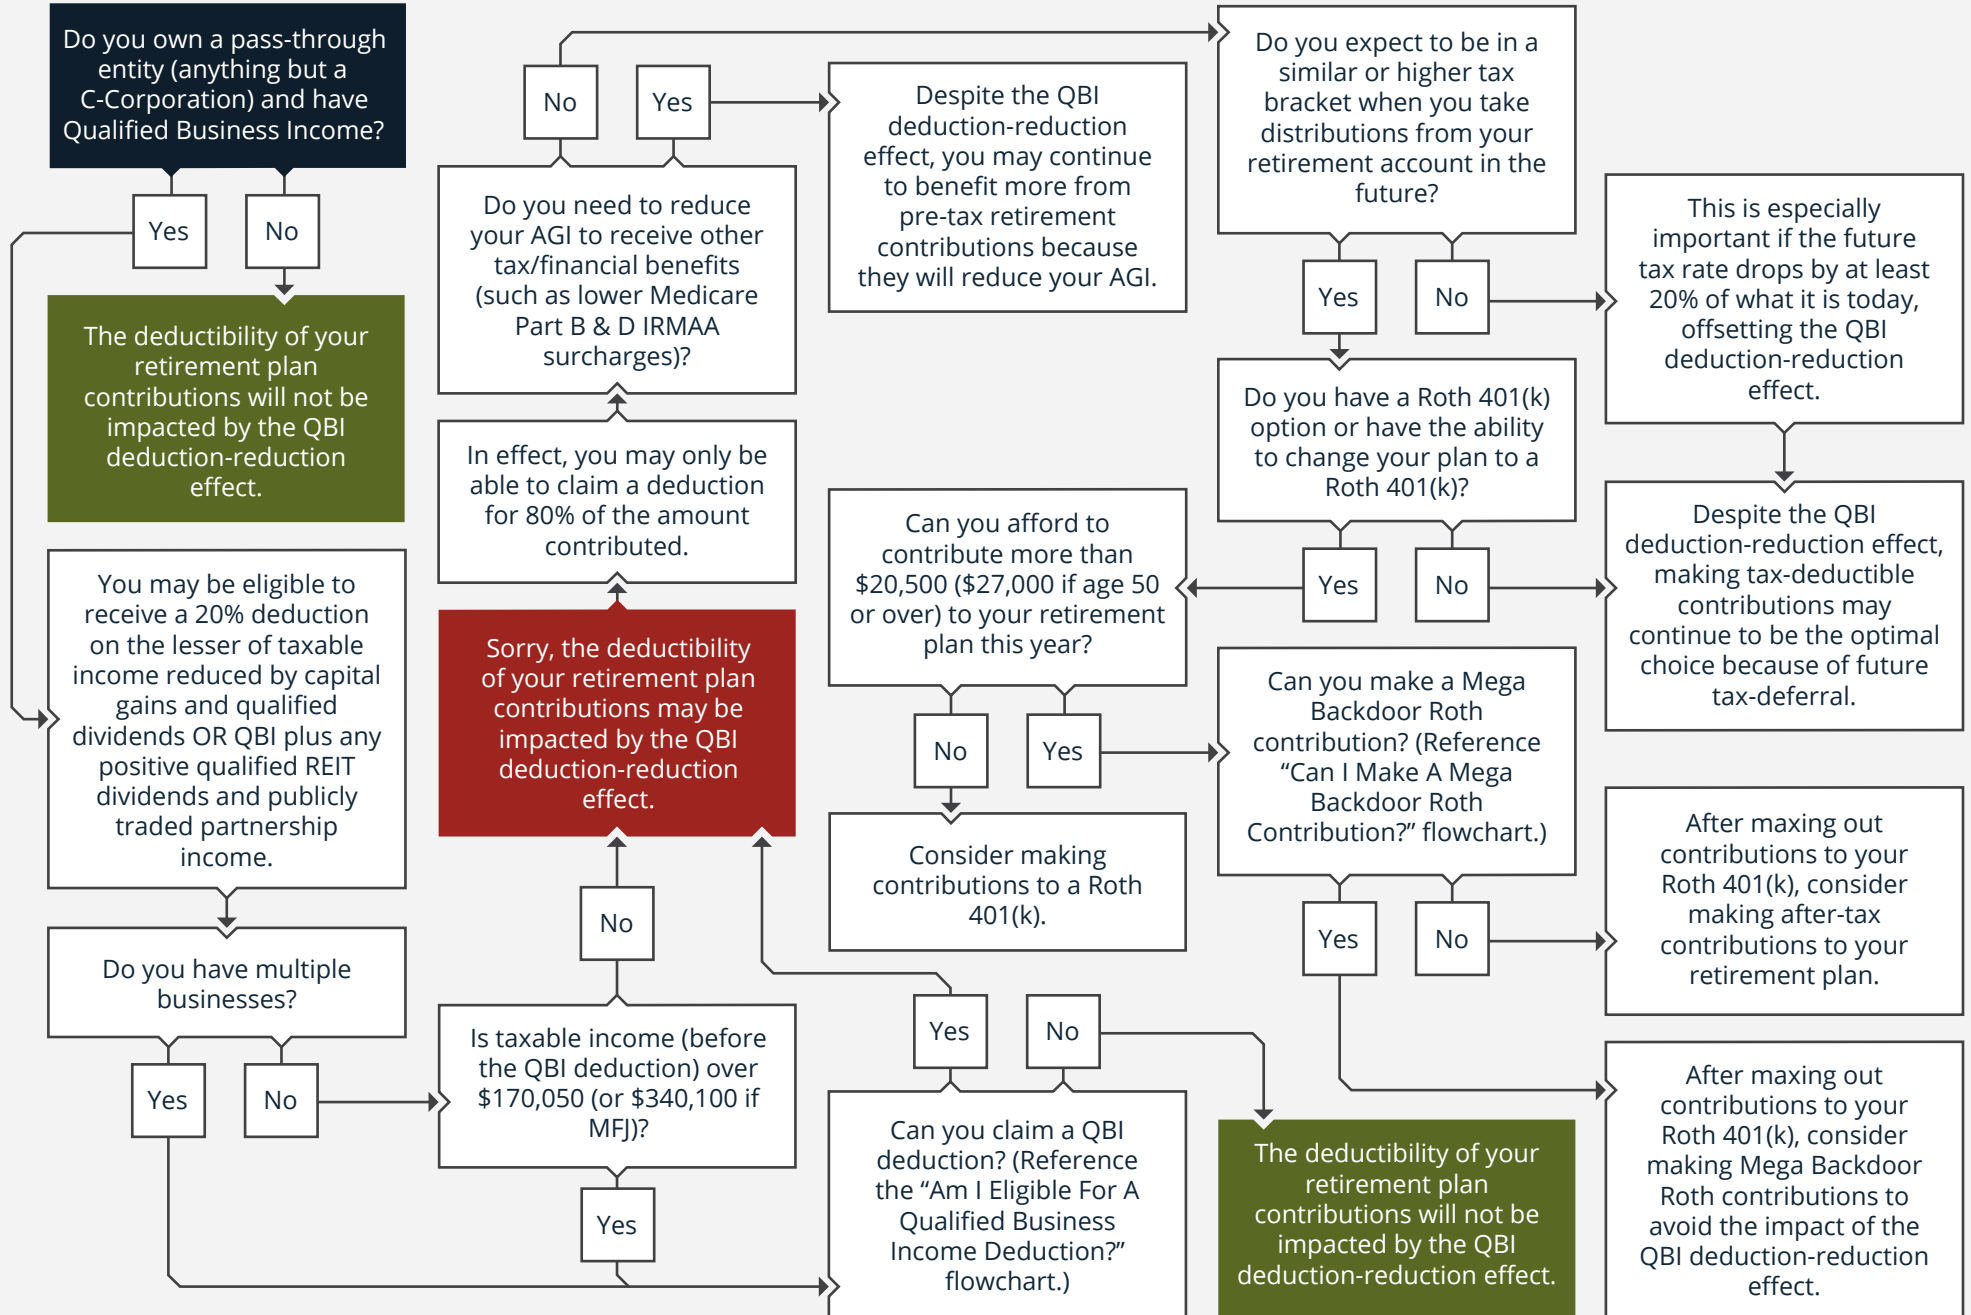 Do you own a pass-through
entity (anything but a
C-Corporation) and have
Qualified Business Income?
Yes
No
The deductibility of your
retirement plan
contributions will not be
impacted by the QBI
deduction-reduction
effect.
You may be eligible to
receive a 20% deduction
on the lesser of taxable
income reduced by capital
gains and qualified
dividends OR QBI plus any
positive qualified REIT
dividends and publicly
traded partnership
income.
Do you have multiple
businesses?
Yes
No
Is taxable income (before
the QBI deduction) over
$170,050 (or $340,100 if
MFJ)?
No
Yes
Sorry, the deductibility
of your retirement plan
contributions may be
impacted by the QBI
deduction-reduction
effect.
In effect, you may only be
able to claim a deduction
for 80% of the amount
contributed.
Do you need to reduce
your AGI to receive other
tax/financial benefits
(such as lower Medicare
Part B & D IRMAA
surcharges)?
No
Yes
Despite the QBI
deduction-reduction
effect, you may continue
to benefit more from
pre-tax retirement
contributions because
they will reduce your AGI.
Can you afford to
contribute more than
$20,500 ($27,000 if age 50
or over) to your retirement
plan this year?
No
Yes
Consider making
contributions to a Roth
401(k).
Yes
No
Can you claim a QBI
deduction? (Reference
the “Am I Eligible For A
Qualified Business
Income Deduction?”
flowchart.)
Do you expect to be in a
similar or higher tax
bracket when you take
distributions from your
retirement account in the
future?
Yes
No
Do you have a Roth 401(k)
option or have the ability
to change your plan to a
Roth 401(k)?
Yes
No
Can you make a Mega
Backdoor Roth
contribution? (Reference
“Can I Make A Mega
Backdoor Roth
Contribution?” flowchart.)
Yes
No
The deductibility of your
retirement plan
contributions will not be
impacted by the QBI
deduction-reduction effect.
This is especially
important if the future
tax rate drops by at least
20% of what it is today,
offsetting the QBI
deduction-reduction
effect.
Despite the QBI
deduction-reduction effect,
making tax-deductible
contributions may
continue to be the optimal
choice because of future
tax-deferral.
After maxing out
contributions to your
Roth 401(k), consider
making after-tax
contributions to your
retirement plan.
After maxing out
contributions to your
Roth 401(k), consider
making Mega Backdoor
Roth contributions to
avoid the impact of the
QBI deduction-reduction
effect.